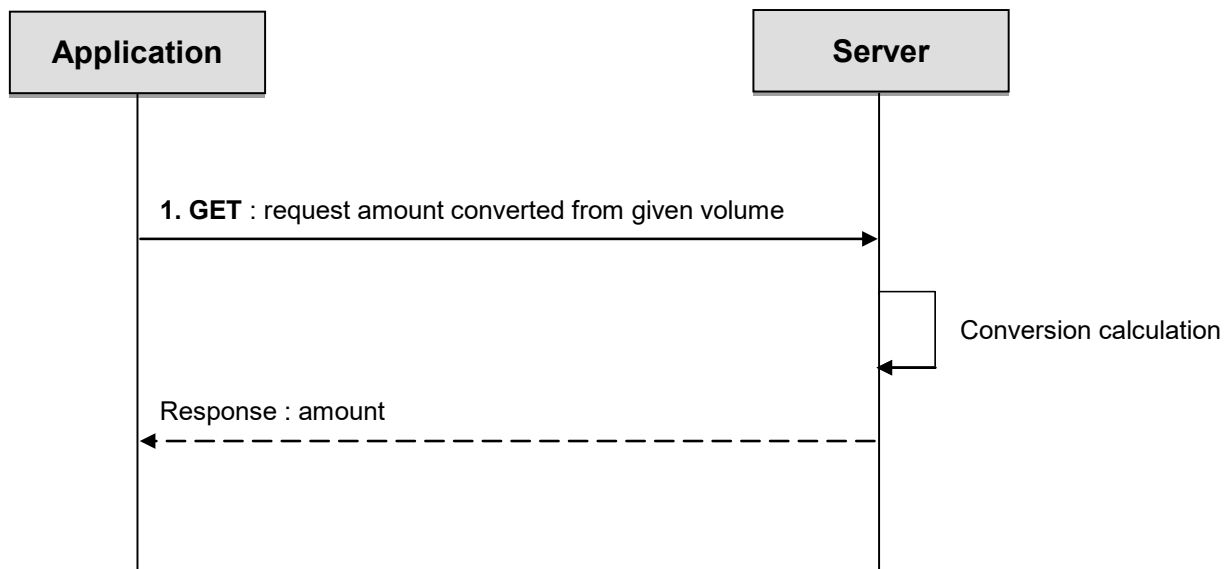 Application
Server
1. GET : request amount converted from given volume
Conversion calculation
Response : amount